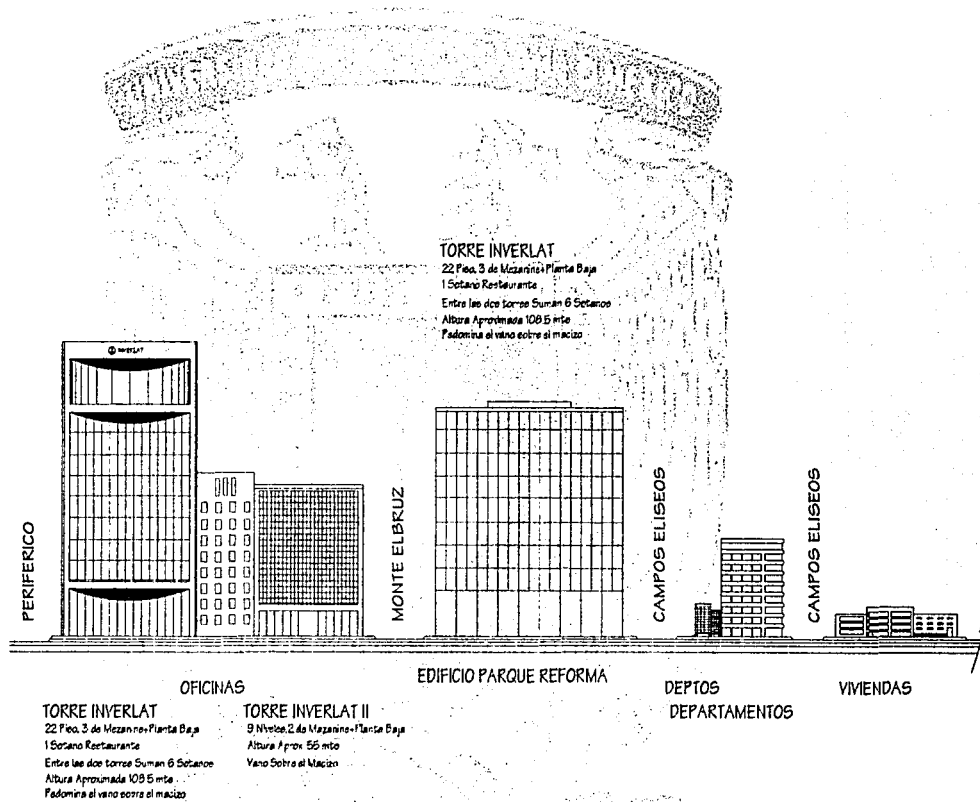 TORRE INVERLAT
22 Piso, 3 de Mezanine+Planta Baja
1 Sotano Restaurante
Entre las dos torres Suman 6 Sotanos
Altura Aproximada 108.5 mts
Padomina el vano sobre el macizo
INVERLAT
PERIFERICO
MONTE ELBRUZ
CAMPOS ELISEOS
CAMPOS ELISEOS
OFICINAS
EDIFICIO PARQUE REFORMA
DEPTOS
DEPARTAMENTOS
VIVIENDAS
TORRE INVERLAT
22 Piso, 3 de Mezanine+Planta Baja
1 Sotano Restaurante
Entre las dos torres Suman 6 Sotanos
Altura Aproximada 108.5 mts
Padomina el vano sobre el macizo
TORRE INVERLAT II
9 Niveles, 2 de Mazanine+Planta Baja
Altura Aprox 55 mts
Vano Sobre el Macizo